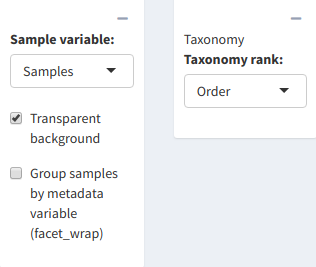 Sample variable:
Samples
Transparent
background
Group samples
by metadata
variable
(facet_wrap)
Taxonomy
Taxonomy rank:
Order